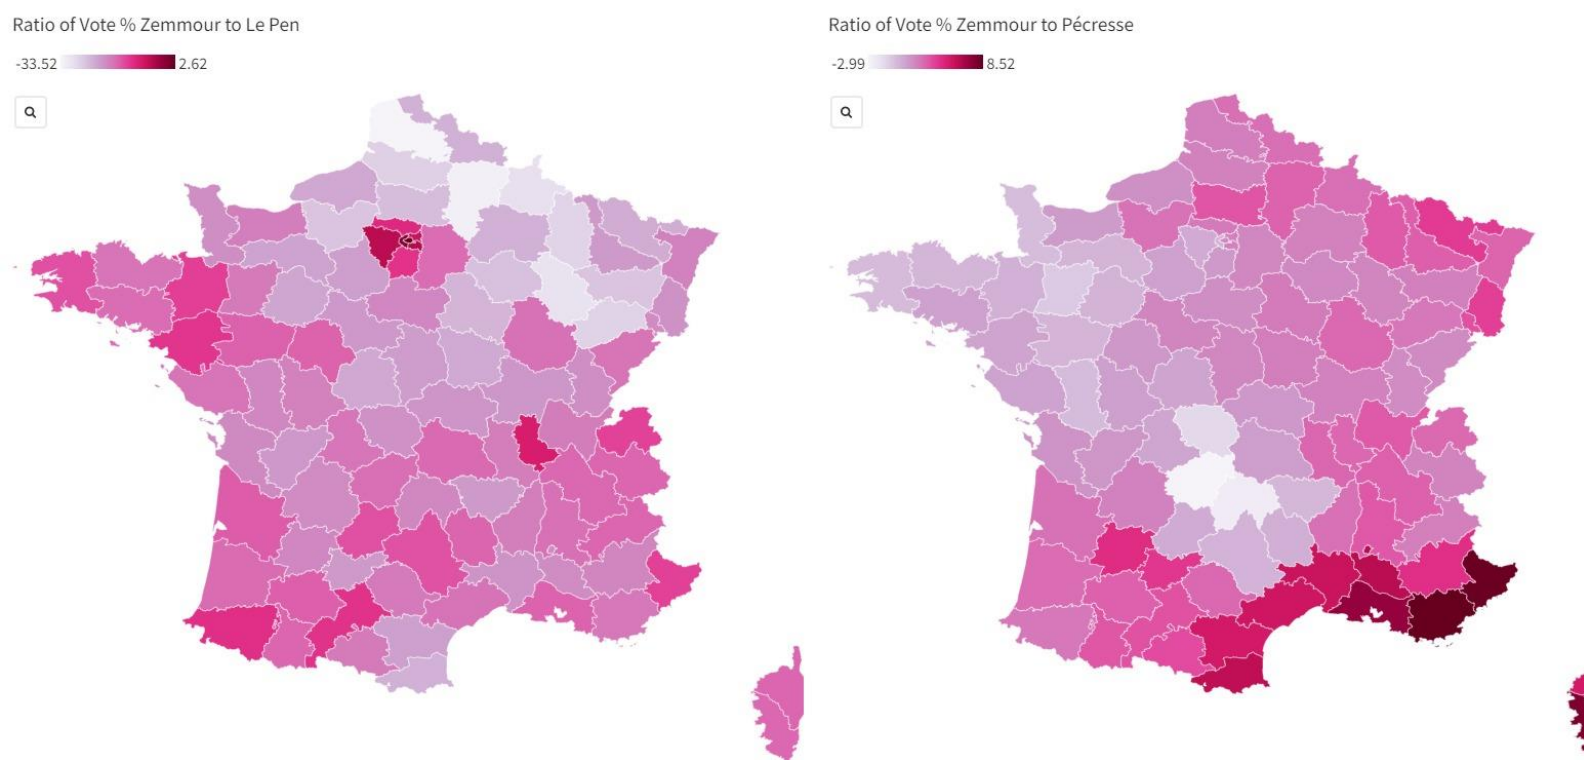 Ratio of Vote % Zemmour to Le Pen
-33.52 2.62
Ratio of Vote % Zemmour to Pécresse
-2.99 8.52